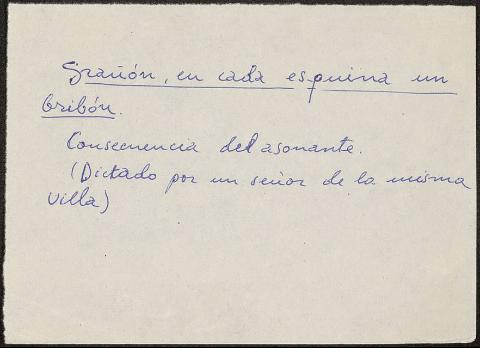 Grañón, en cada esquina un
bribón.
Consecuencia del asonante.
(Dictado por un señor de la misma
villa)